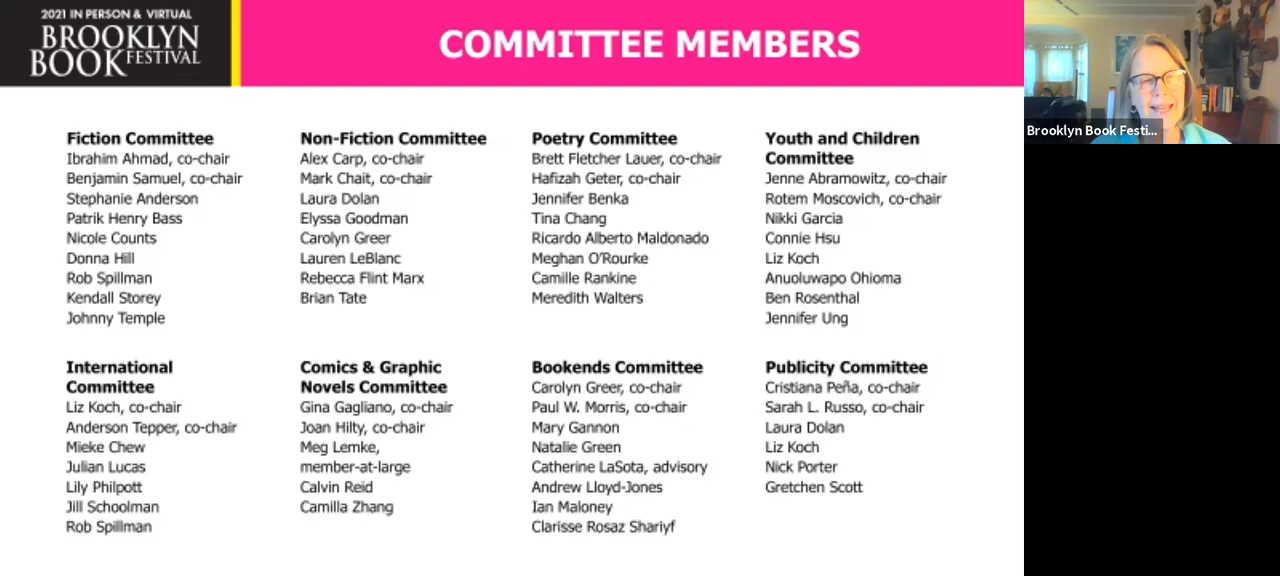 2021 IN PERSON & VIRTUAL
BROOKLYN
BOOK FESTIVAL
COMMITTEE MEMBERS
Fiction Committee
Ibrahim Ahmad, co-chair
Benjamin Samuel, co-chair
Stephanie Anderson
Patrik Henry Bass
Nicole Counts
Donna Hill
Rob Spillman
Kendall Storey
Johnny Temple
Non-Fiction Committee
Alex Carp, co-chair
Mark Chait, co-chair
Laura Dolan
Elyssa Goodman
Carolyn Greer
Lauren LeBlanc
Rebecca Flint Marx
Brian Tate
Poetry Committee
Brett Fletcher Lauer, co-chair
Hafizah Geter, co-chair
Jennifer Benka
Tina Chang
Ricardo Alberto Maldonado
Meghan O'Rourke
Camille Rankine
Meredith Walters
Youth and Children
Committee
Jenne Abramowitz, co-chair
Rotem Moscovich, co-chair
Nikki Garcia
Connie Hsu
Liz Koch
Anuoluwapo Ohioma
Ben Rosenthal
Jennifer Ung
International
Committee
Liz Koch, co-chair
Anderson Tepper, co-chair
Mieke Chew
Julian Lucas
Lily Philpott
Jill Schoolman
Rob Spillman
Comics & Graphic
Novels Committee
Gina Gagliano, co-chair
Joan Hilty, co-chair
Meg Lemke,
member-at-large
Calvin Reid
Camilla Zhang
Bookends Committee
Carolyn Greer, co-chair
Paul W. Morris, co-chair
Mary Gannon
Natalie Green
Catherine LaSota, advisory
Andrew Lloyd-Jones
Ian Maloney
Clarisse Rosaz Shariyf
Publicity Committee
Cristiana Peña, co-chair
Sarah L. Russo, co-chair
Laura Dolan
Liz Koch
Nick Porter
Gretchen Scott
Brooklyn Book Festi...